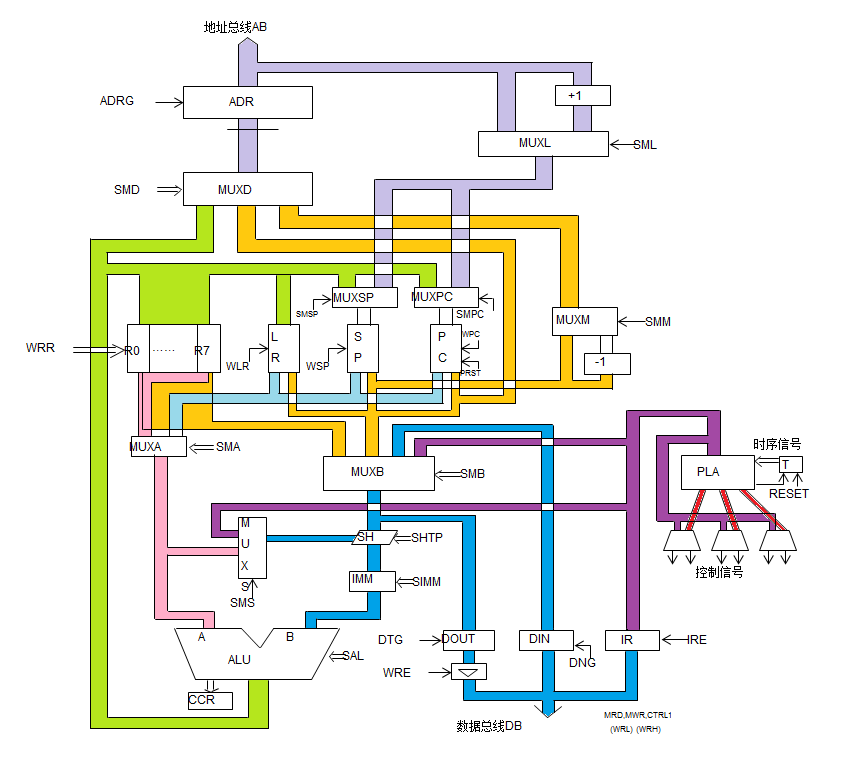 地址总线AB
ADRG
ADR
+1
MUXL
SML
SMD
MUXD
MUXSP
MUXPC
SMSP
SMPC
MUXM
SMM
WRR
R0
······
R7
L
R
WLR
S
P
WSP
P
C
WPC
PRST
-1
MUXA
SMA
MUXB
SMB
时序信号
PLA
T
RESET
M
U
X
S
SMS
SH
SHTP
IMM
SIMM
控制信号
A
B
ALU
SAL
CCR
DTG
DOUT
WRE
DIN
DNG
IR
IRE
数据总线DB
MRD,MWR,CTRL1
(WRL) (WRH)